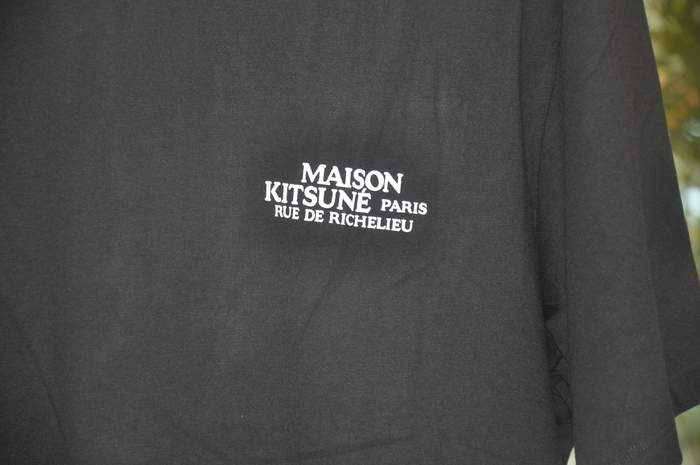 MAISON
KITSUNÉ PARIS
RUE DE RICHELIEU